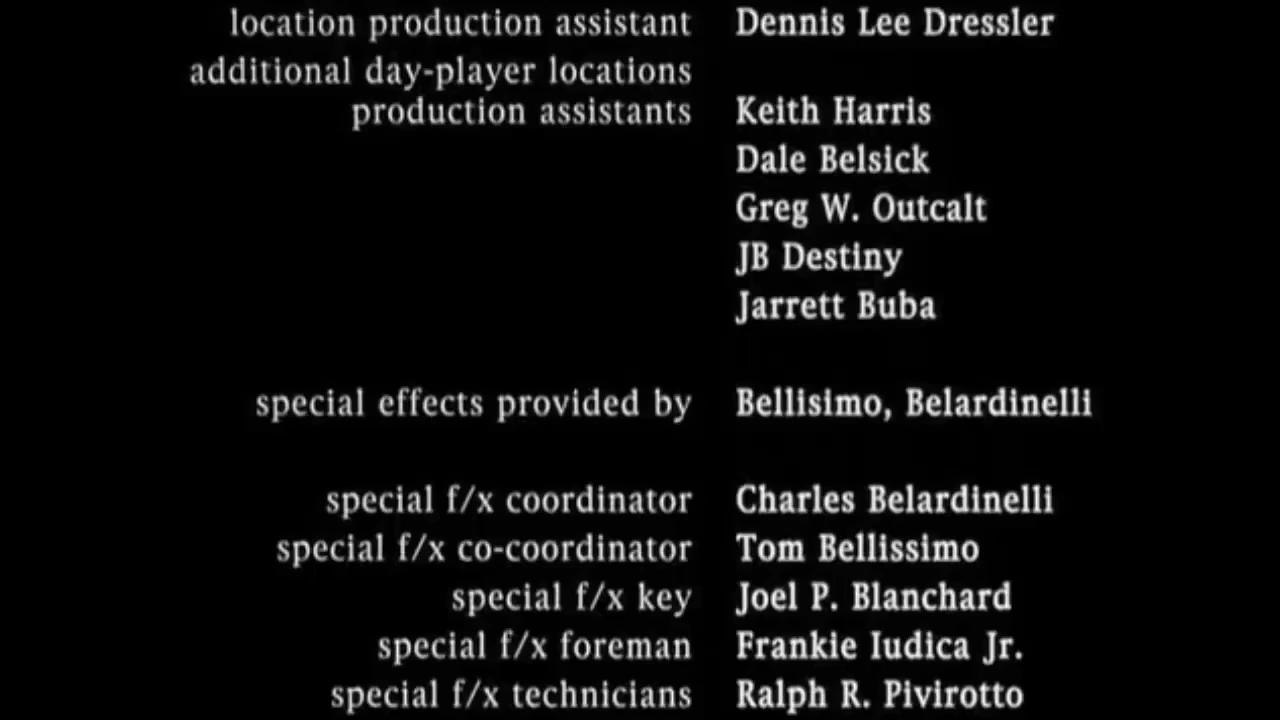 location production assistant Dennis Lee Dressler
additional day-player locations
production assistants Keith Harris
Dale Belsick
Greg W. Outcalt
JB Destiny
Jarrett Buba
special effects provided by Bellisimo, Belardinelli
special f/x coordinator Charles Belardinelli
special f/x co-coordinator Tom Bellissimo
special f/x key Joel P. Blanchard
special f/x foreman Frankie Iudica Jr.
special f/x technicians Ralph R. Pivirotto